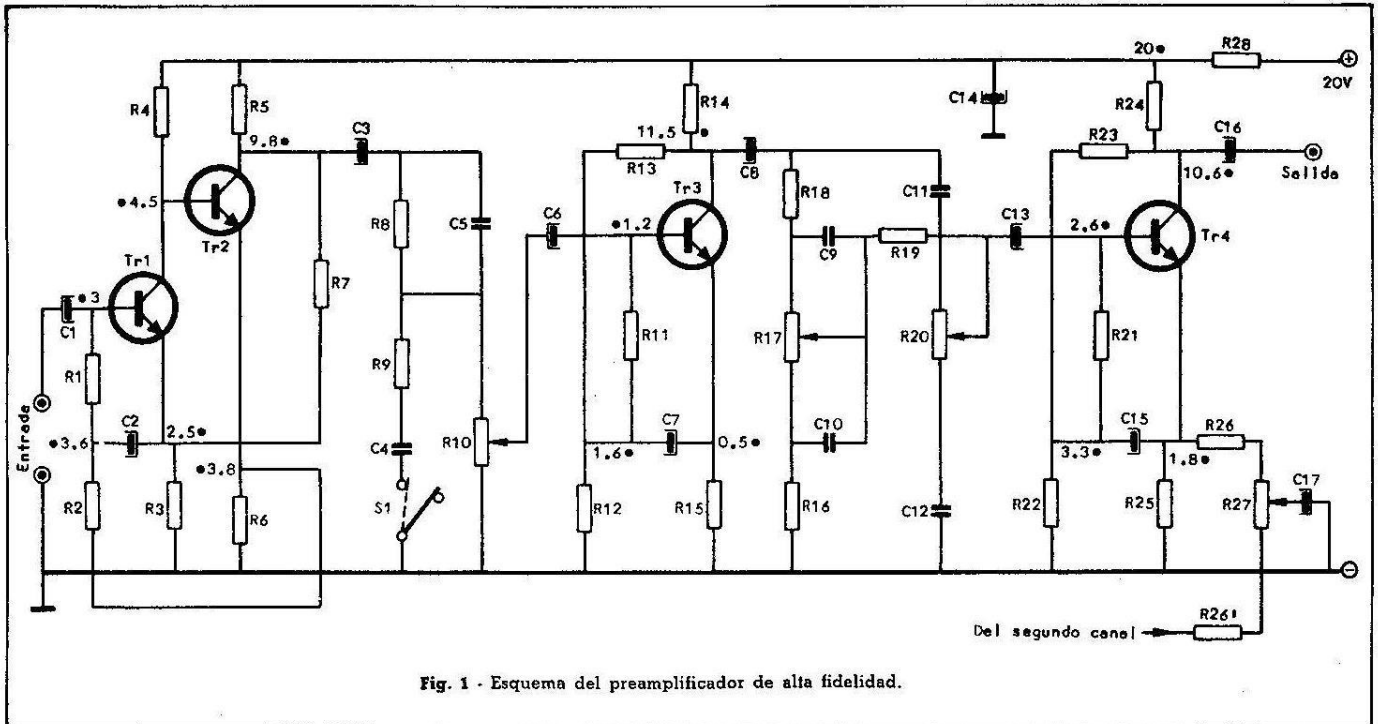 20•
R28
+
20V
R4
R5
R14
C14
R24
9.8•
C3
11.5•
C8
R23
C16
Salida
R13
10.6•
•4.5
Tr2
R8
C5
C6
•1.2
Tr3
R18
C11
C13
2.6•
Tr4
Tr1
C9
R19
R7
•3
C1
R11
R17
R20
R21
R1
R9
Entrada
•3.6
C2
2.5•
C4
R10
C7
1.6•
0.5•
C10
3.3•
C15
1.8•
R26
C17
•3.8
R2
R3
R6
S1
R12
R15
R16
C12
R22
R25
R27
-
Del segundo canal
R26'
Fig. 1 - Esquema del preamplificador de alta fidelidad.